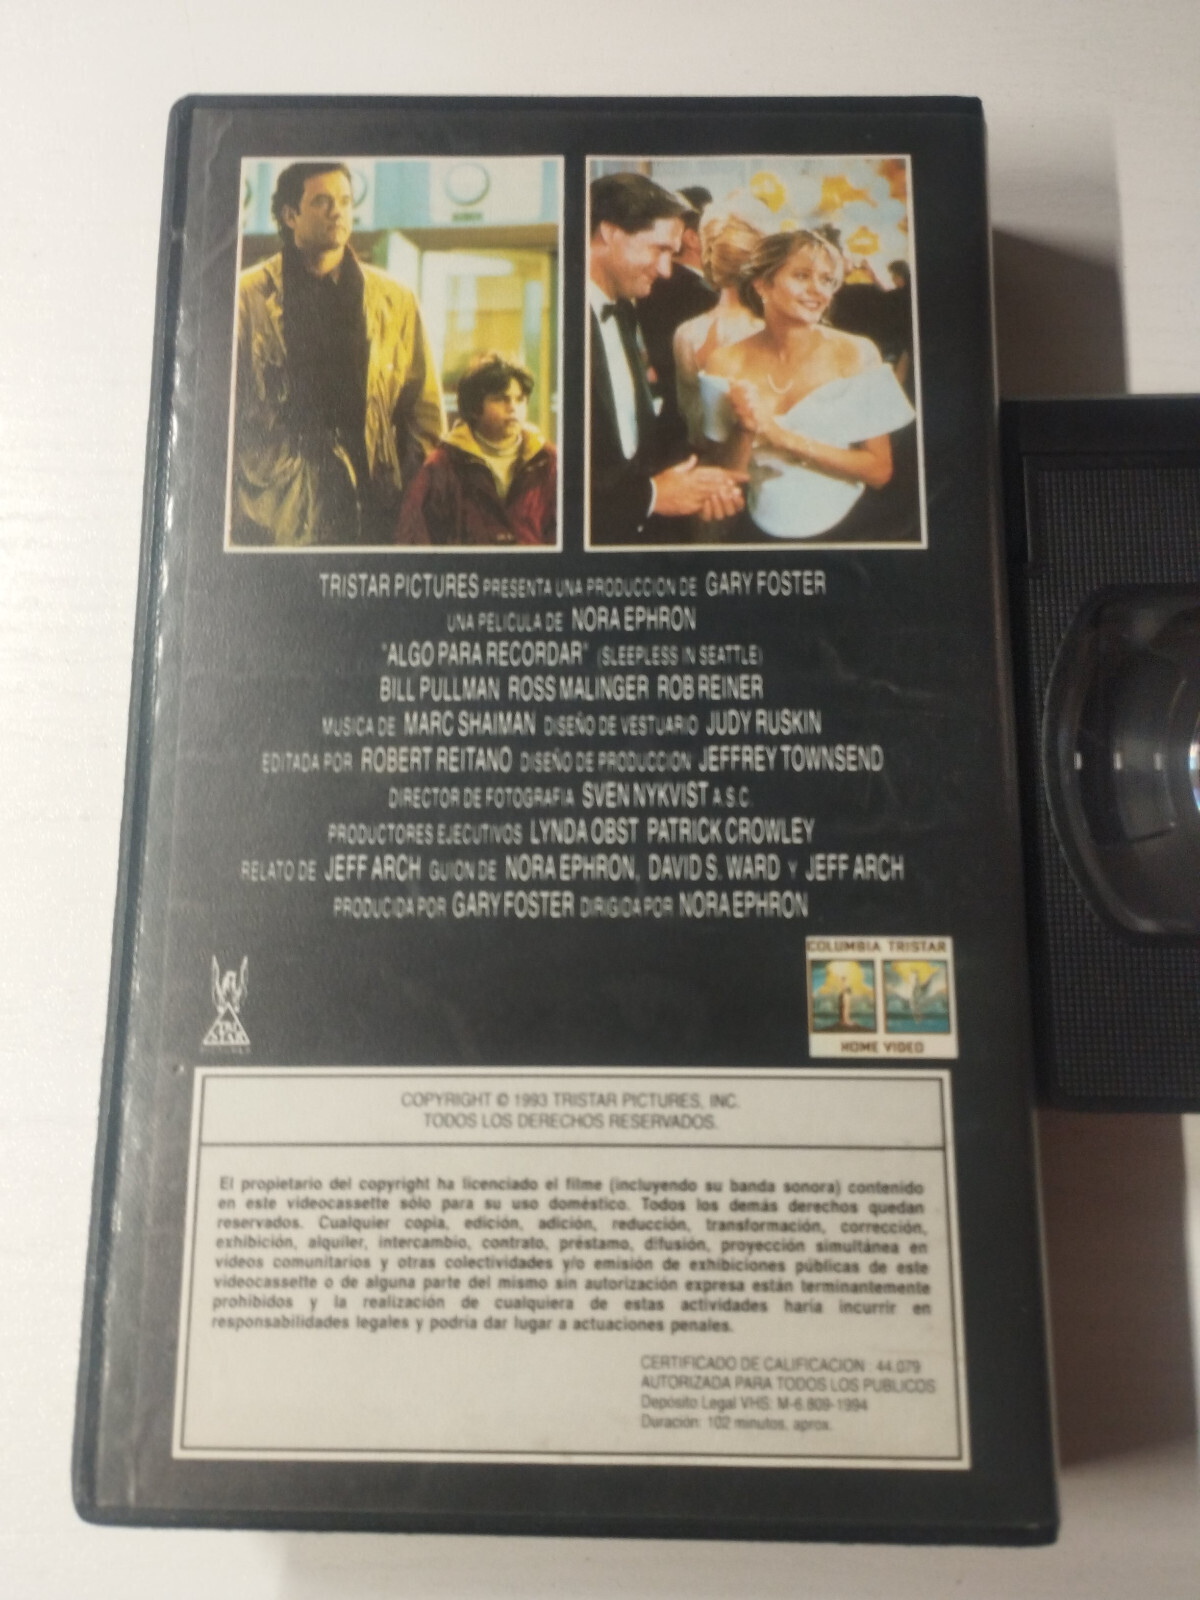 TRISTAR PICTURES PRESENTA UNA PRODUCCION DE GARY FOSTER
UNA PELICULA DE NORA EPHRON
"ALGO PARA RECORDAR" (SLEEPLESS IN SEATTLE)
BILL PULLMAN ROSS MALINGER ROB REINER
MUSICA DE MARC SHAIMAN DISEÑO DE VESTUARIO JUDY RUSKIN
EDITADA POR ROBERT REITANO DISEÑO DE PRODUCCION JEFFREY TOWNSEND
DIRECTOR DE FOTOGRAFIA SVEN NYKVIST A.S.C.
PRODUCTORES EJECUTIVOS LYNDA OBST PATRICK CROWLEY
RELATO DE JEFF ARCH GUION DE NORA EPHRON, DAVID S. WARD Y JEFF ARCH
PRODUCIDA POR GARY FOSTER DIRIGIDA POR NORA EPHRON
TRI
STAR
PICTURES
COLUMBIA TRISTAR
HOME VIDEO
COPYRIGHT © 1993 TRISTAR PICTURES, INC.
TODOS LOS DERECHOS RESERVADOS.
El propietario del copyright ha licenciado el filme (incluyendo su banda sonora) contenido
en este videocassette sólo para su uso doméstico. Todos los demás derechos quedan
reservados. Cualquier copia, edición, adición, reducción, transformación, corrección,
exhibición, alquiler, intercambio, contrato, préstamo, difusión, proyección simultánea en
vídeos comunitarios y otras colectividades y/o emisión de exhibiciones públicas de este
videocassette o de alguna parte del mismo sin autorización expresa están terminantemente
prohibidos y la realización de cualquiera de estas actividades haría incurrir en
responsabilidades legales y podría dar lugar a actuaciones penales.
CERTIFICADO DE CALIFICACION : 44.079
AUTORIZADA PARA TODOS LOS PUBLICOS
Depósito Legal VHS: M-6.809-1994
Duración: 102 minutos, aprox.